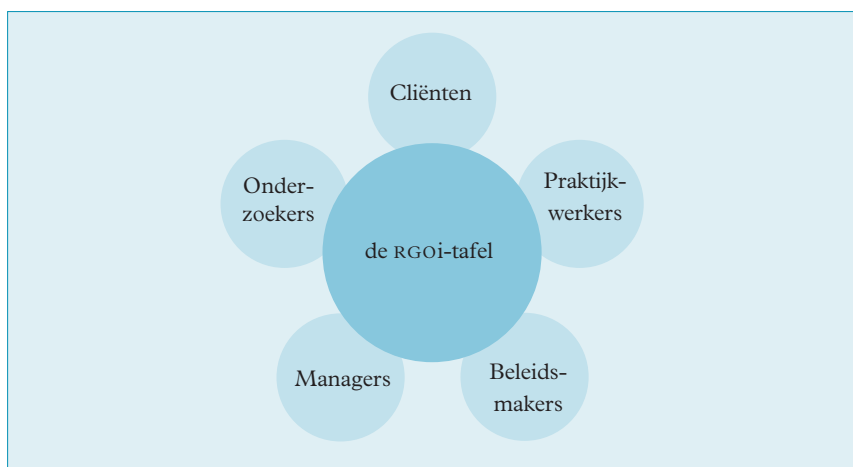 Cliënten
Onder-
zoekers
Praktijk-
werkers
de RGOi-tafel
Managers
Beleids-
makers